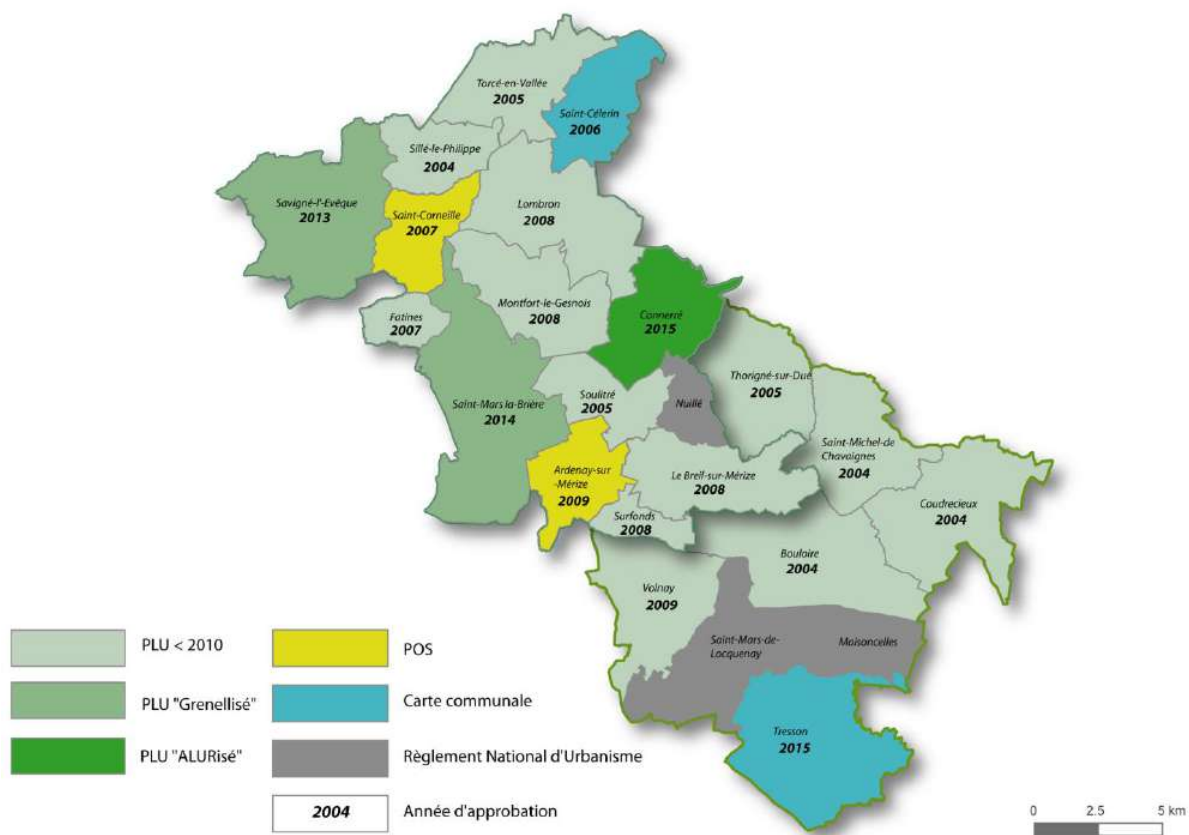 Torcé-en-Vallée
2005
Saint-Célerin
2006
Sillé-le-Philippe
2004
Savigné-l'-Evêque
2013
Saint-Corneille
2007
Lombron
2008
Fatines
2007
Montfort-le-Gesnois
2008
Connerré
2015
Saint-Mars la-Brière
2014
Soulitré
2005
Nuillé
Thorigné-sur-Dué
2005
Ardenay-sur
-Mérize
2009
Le Breil-sur-Mérize
2008
Saint-Michel-de
Chavaignes
2004
Surfonds
2008
Coudrecieux
2004
Bouloire
2004
Volnay
2009
Saint-Mars-de-
Locquenay
Maisoncelles
Tresson
2015
PLU < 2010
PLU "Grenellisé"
PLU "ALURisé"
POS
Carte communale
Règlement National d'Urbanisme
2004 Année d'approbation
0 2.5 5 km